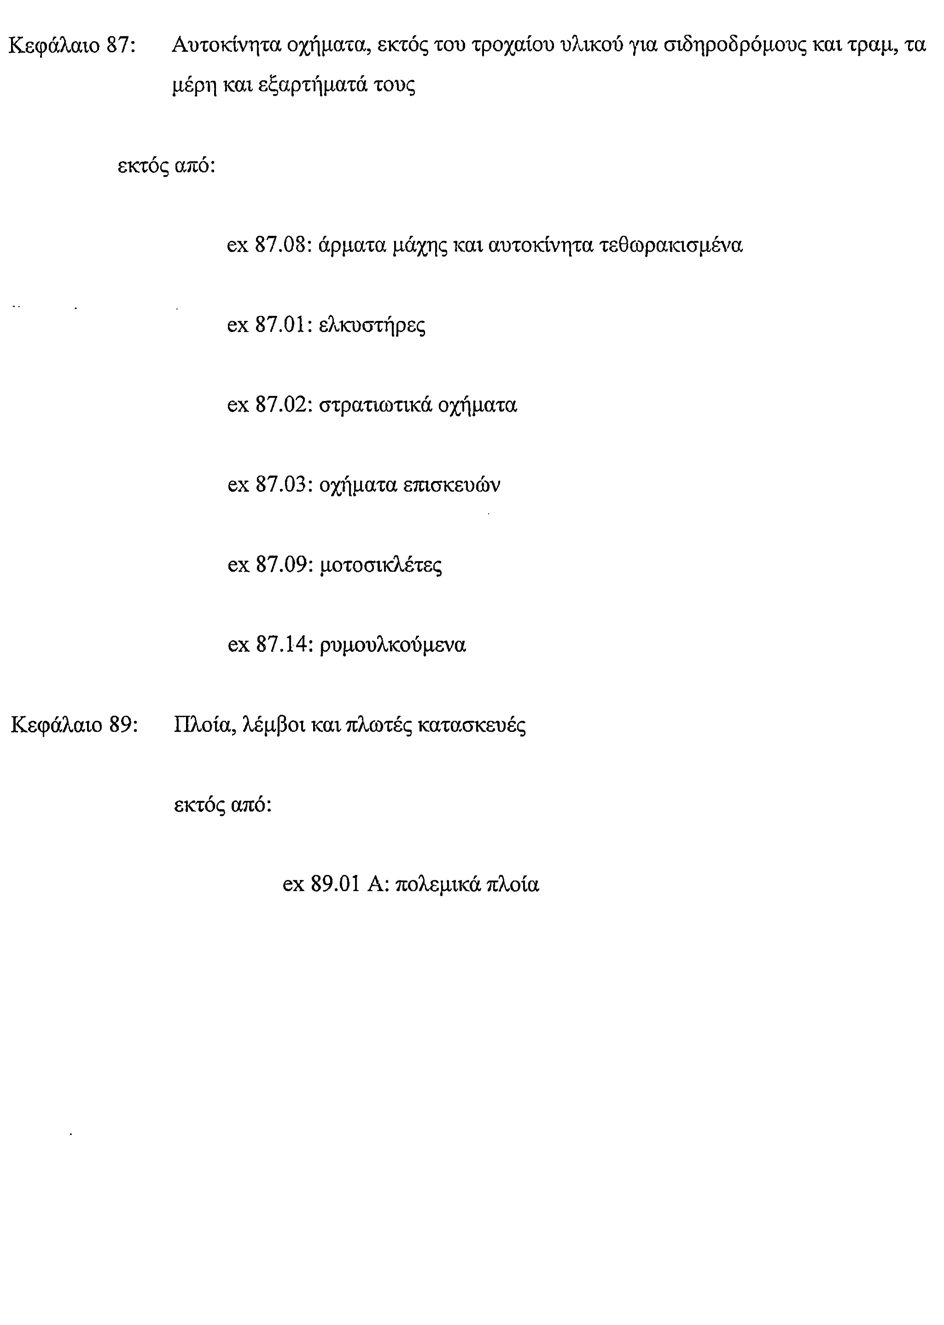 Κεφάλαιο 87: Αυτοκίνητα οχήματα, εκτός του τροχαίου υλικού για σιδηροδρόμους και τραμ, τα
μέρη και εξαρτήματά τους
εκτός από:
ex 87.08: άρματα μάχης και αυτοκίνητα τεθωρακισμένα
ex 87.01: ελκυστήρες
ex 87.02: στρατιωτικά οχήματα
ex 87.03: οχήματα επισκευών
ex 87.09: μοτοσικλέτες
ex 87.14: ρυμουλκούμενα
Κεφάλαιο 89: Πλοία, λέμβοι και πλωτές κατασκευές
εκτός από:
ex 89.01 Α: πολεμικά πλοία